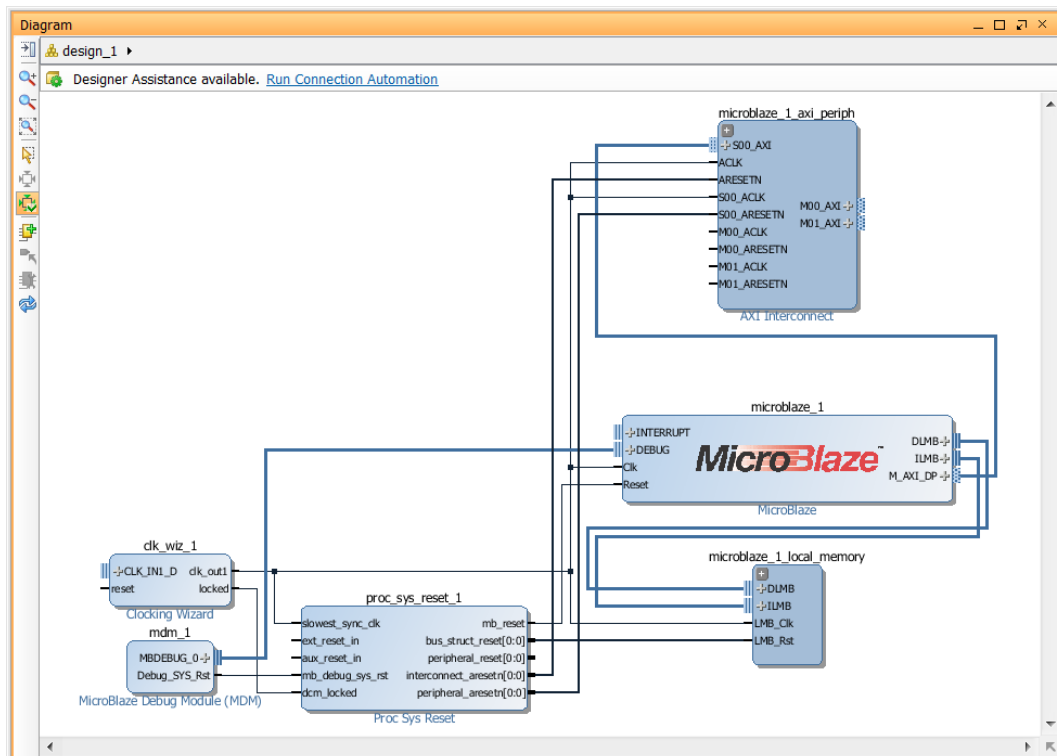 Diagram
design_1
Designer Assistance available. Run Connection Automation
microblaze_1_axi_periph
S00_AXI
ACLK
ARESETN
S00_ACLK
S00_ARESETN
M00_ACLK
M00_ARESETN
M01_ACLK
M01_ARESETN
M00_AXI
M01_AXI
AXI Interconnect
microblaze_1
INTERRUPT
DEBUG
Clk
Reset
MicroBlaze™
DLMB
ILMB
M_AXI_DP
MicroBlaze
clk_wiz_1
CLK_IN1_D
reset
clk_out1
locked
Clocking Wizard
mdm_1
MBDEBUG_0
Debug_SYS_Rst
MicroBlaze Debug Module (MDM)
proc_sys_reset_1
slowest_sync_clk
ext_reset_in
aux_reset_in
mb_debug_sys_rst
dcm_locked
mb_reset
bus_struct_reset[0:0]
peripheral_reset[0:0]
interconnect_aresetn[0:0]
peripheral_aresetn[0:0]
Proc Sys Reset
microblaze_1_local_memory
DLMB
ILMB
LMB_Clk
LMB_Rst